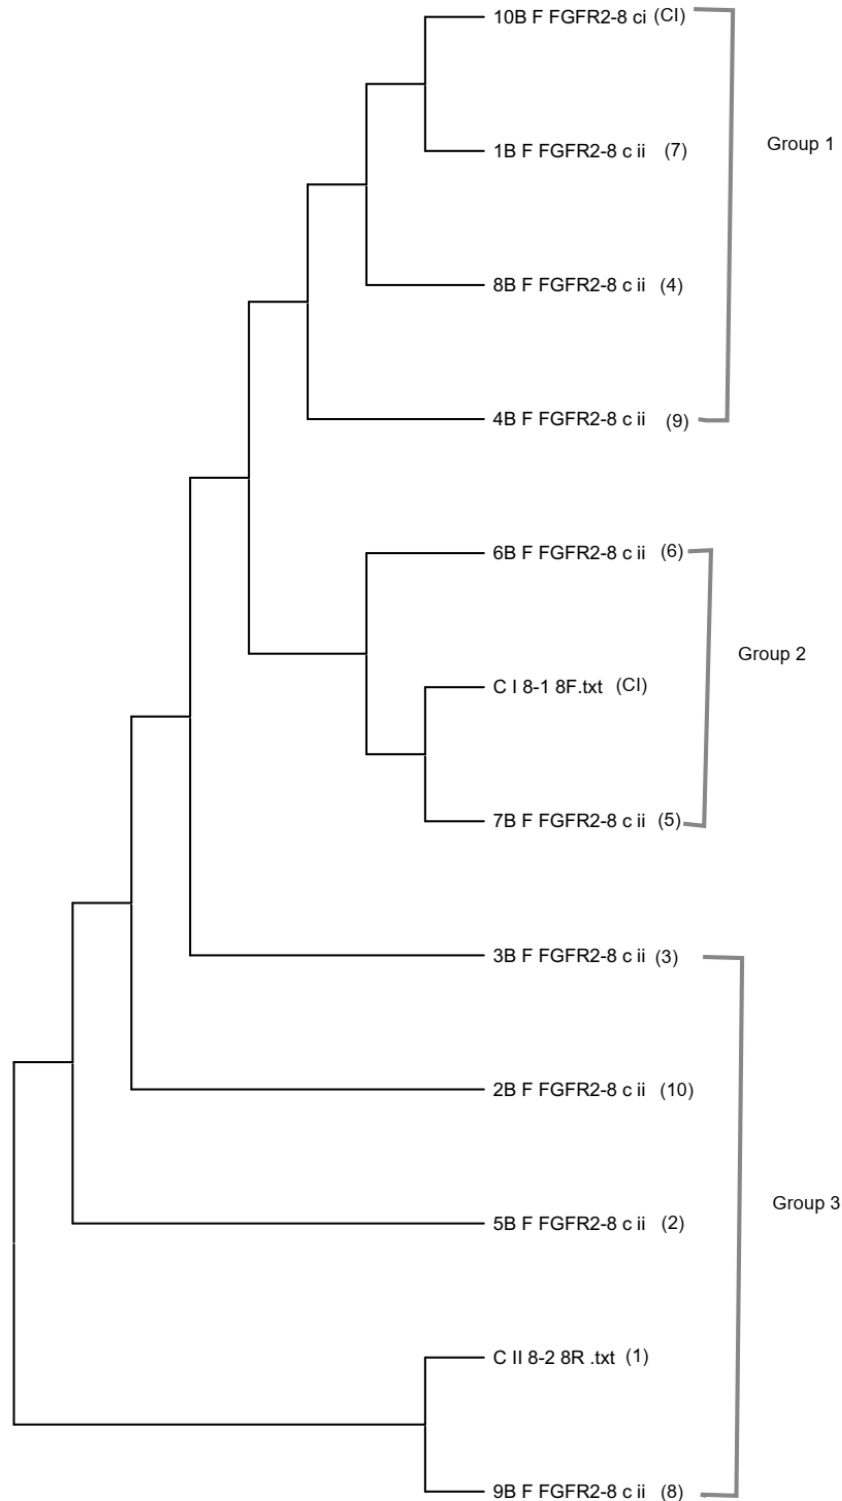 10B F FGFR2-8 ci (CI)
Group 1
1B F FGFR2-8 c ii (7)
8B F FGFR2-8 c ii (4)
4B F FGFR2-8 c ii (9)
6B F FGFR2-8 c ii (6)
Group 2
C I 8-1 8F.txt (CI)
7B F FGFR2-8 c ii (5)
3B F FGFR2-8 c ii (3)
2B F FGFR2-8 c ii (10)
Group 3
5B F FGFR2-8 c ii (2)
C II 8-2 8R .txt (1)
9B F FGFR2-8 c ii (8)